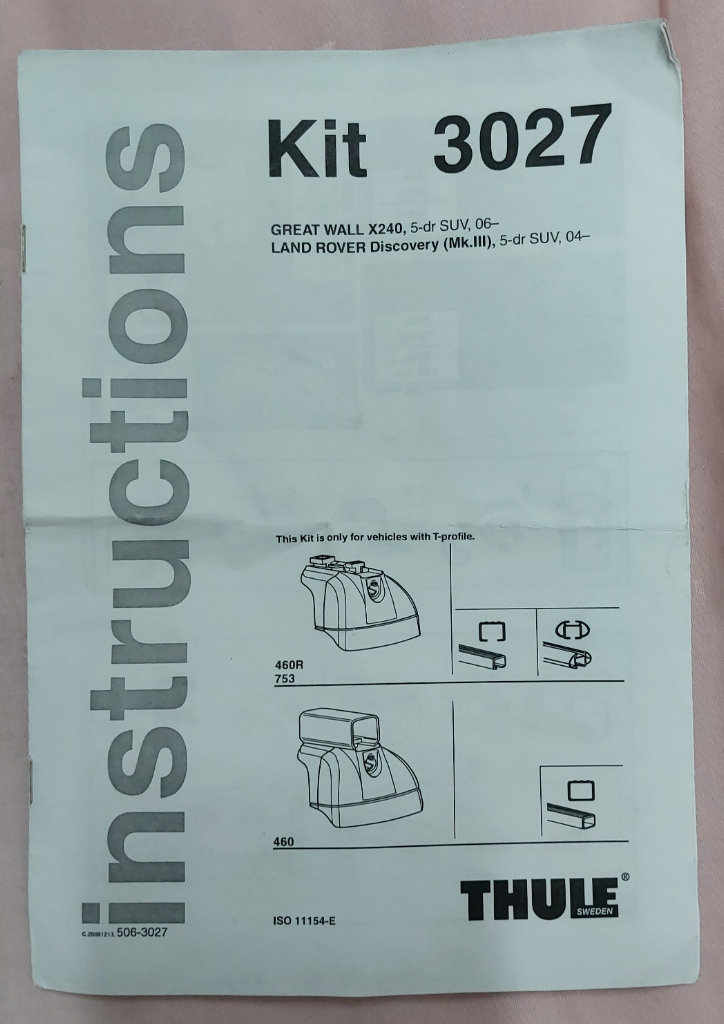 instructions
Kit 3027
GREAT WALL X240, 5-dr SUV, 06–
LAND ROVER Discovery (Mk.III), 5-dr SUV, 04–
This Kit is only for vehicles with T-profile.
460R
753
460
THULE®
SWEDEN
ISO 11154-E
C.20091213, 506-3027